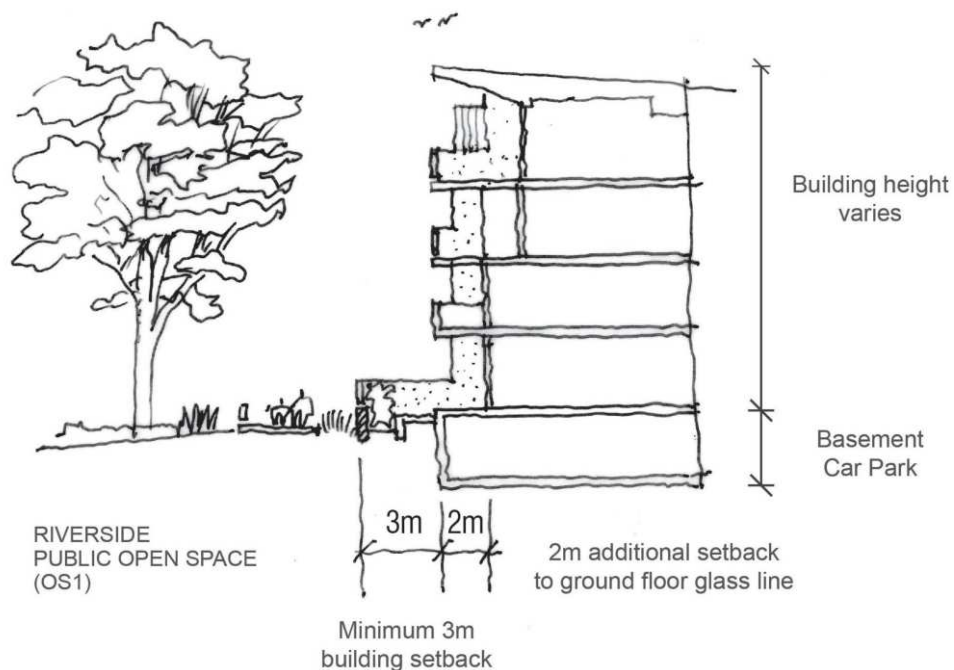 Building height
varies
Basement
Car Park
3m
2m
RIVERSIDE
PUBLIC OPEN SPACE
(OS1)
2m additional setback
to ground floor glass line
Minimum 3m
building setback